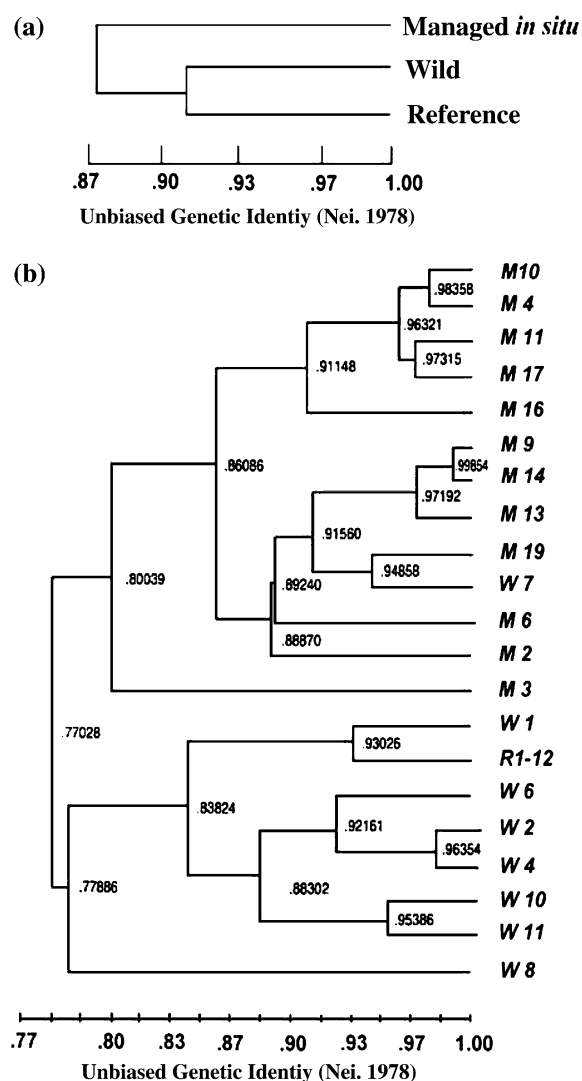 (a)
Managed in situ
Wild
Reference
.87 .90 .93 .97 1.00
Unbiased Genetic Identiy (Nei. 1978)
(b)
M10
.98358
M 4
.96321
M 11
.97315
.91148
M 17
M 16
M 9
.99854
.86086
M 14
.97192
M 13
.91560
M 19
.94858
.80039
.89240
W 7
M 6
.88870
M 2
M 3
W 1
.77028
.93026
R1-12
W 6
.83824
.92161
W 2
.96354
W 4
.77886
.88302
W 10
.95386
W 11
W 8
.77 .80 .83 .87 .90 .93 .97 1.00
Unbiased Genetic Identiy (Nei. 1978)